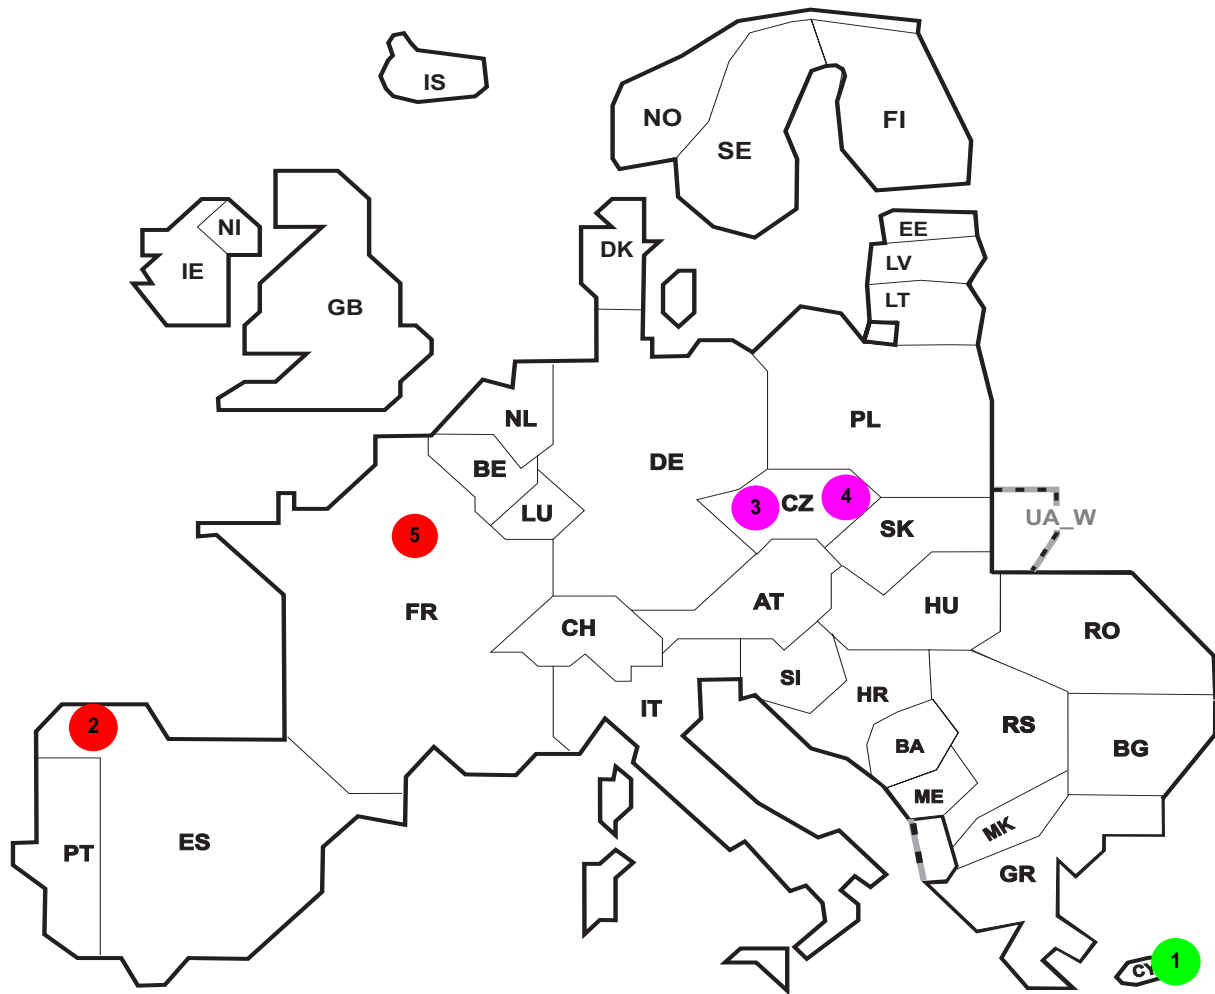 IS
NO
SE
FI
NI
IE
GB
DK
EE
LV
LT
NL
BE
LU
DE
PL
3
CZ
4
SK
UA_W
5
FR
CH
AT
HU
RO
SI
HR
IT
BA
RS
BG
ME
MK
GR
2
PT
ES
CY
1